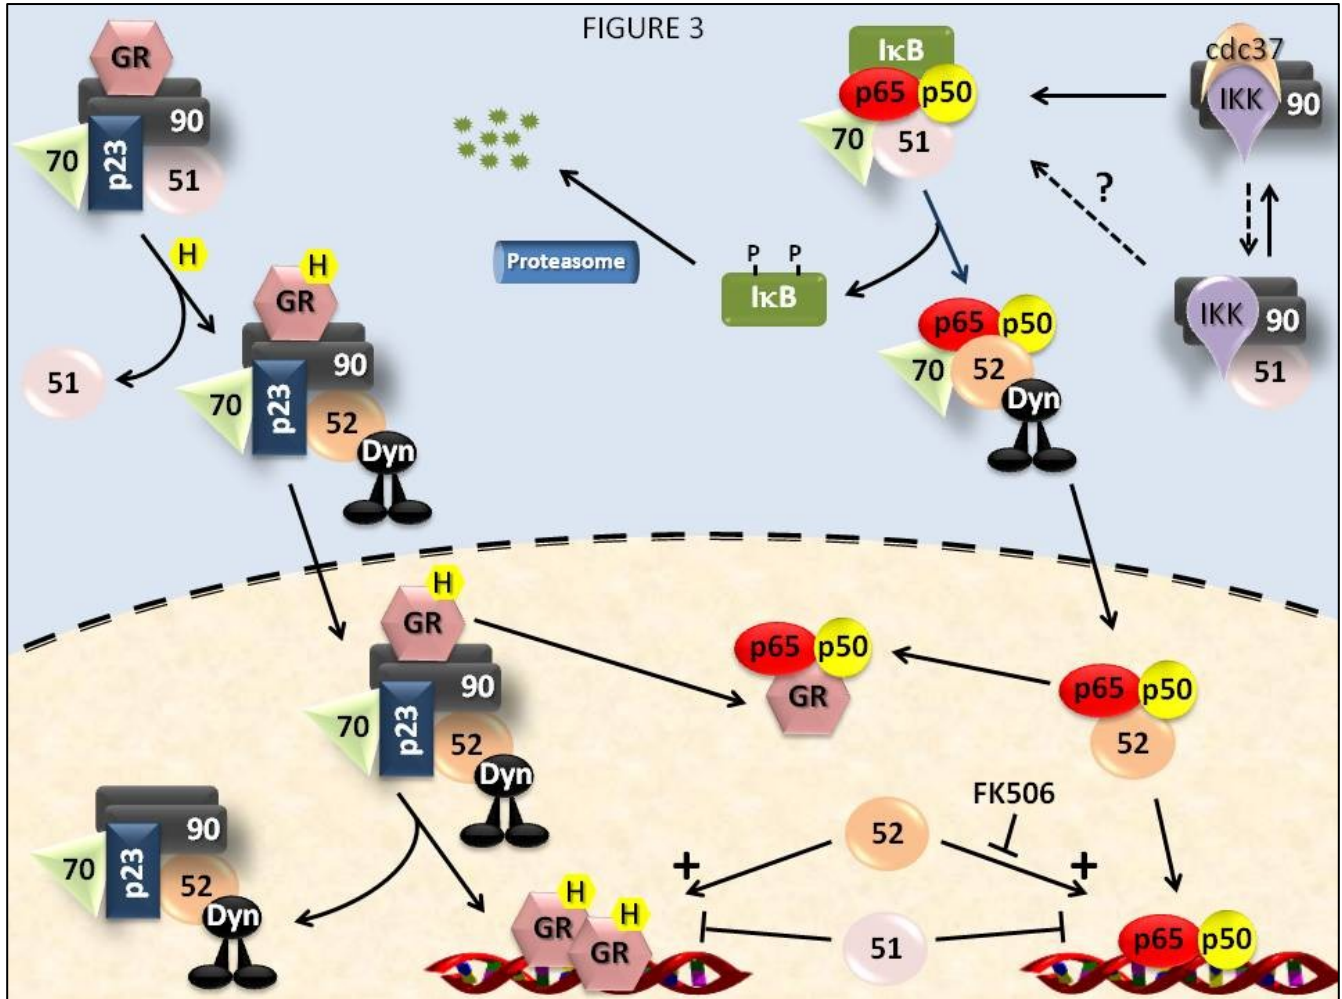 FIGURE 3
GR
90
70
p23
51
H
H
GR
90
70
p23
52
Dyn
51
IκB
p65
p50
70
51
cdc37
IKK
90
?
IKK
90
51
Proteasome
P P
IκB
p65
p50
70
52
Dyn
H
GR
90
70
p23
52
Dyn
p65
p50
GR
p65
p50
52
90
70
p23
52
Dyn
H
H
GR
GR
52
FK506
+
+
51
p65
p50